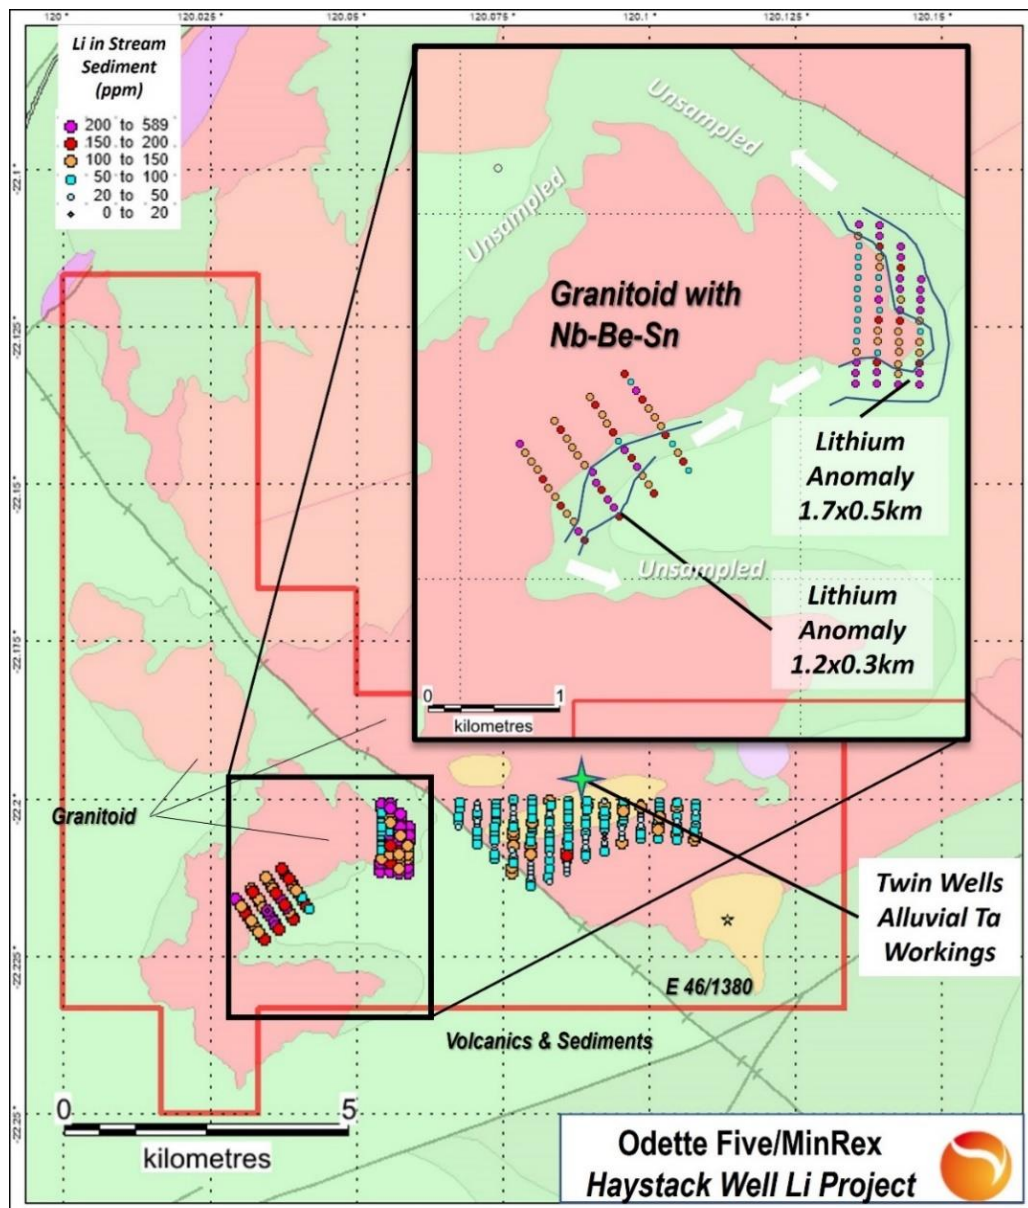 120°
120.025°
120.05°
120.075°
120.1°
120.125°
120.15°
Li in Stream
Sediment
(ppm)
200 to 589
150 to 200
100 to 150
50 to 100
20 to 50
0 to 20
-22.1°
-22.125°
-22.15°
-22.175°
-22.2°
-22.225°
-22.25°
Unsampled
Unsampled
Granitoid with
Nb-Be-Sn
Lithium
Anomaly
1.7x0.5km
Unsampled
Lithium
Anomaly
1.2x0.3km
0 1
kilometres
Granitoid
Twin Wells
Alluvial Ta
Workings
E 46/1380
Volcanics & Sediments
0 5
kilometres
Odette Five/MinRex
Haystack Well Li Project